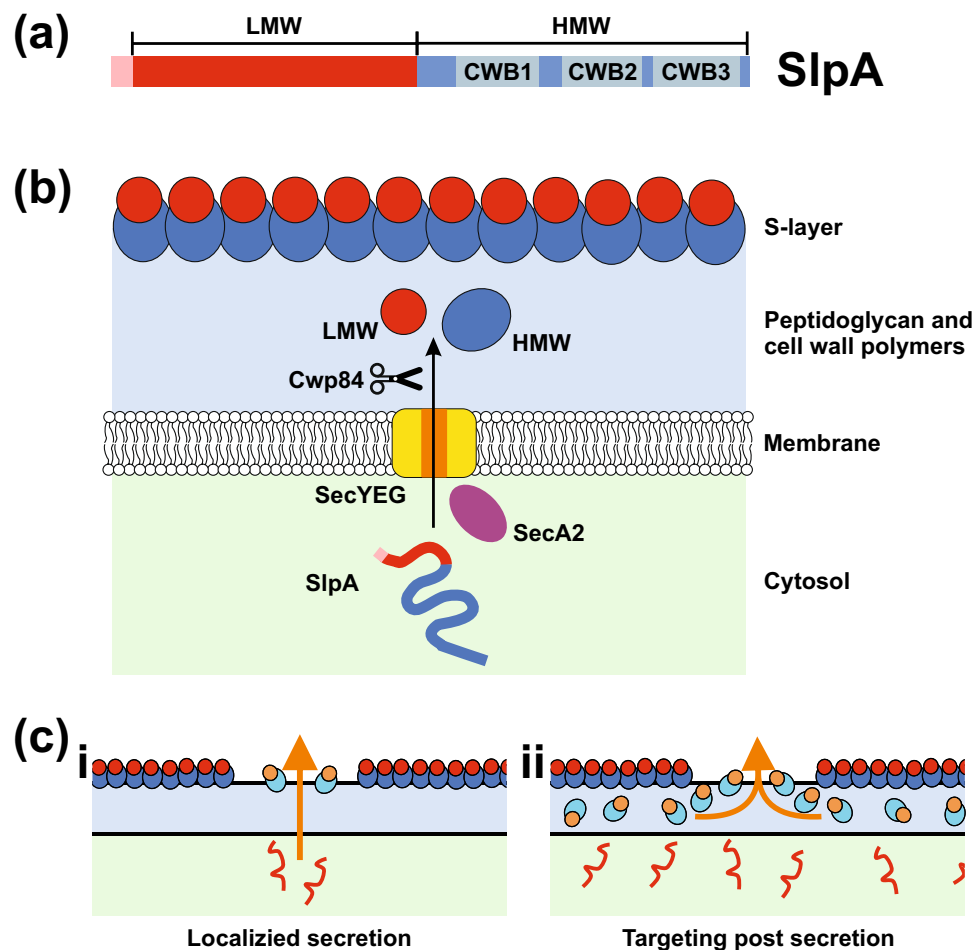 (a)
LMW
HMW
CWB1
CWB2
CWB3
SlpA
(b)
S-layer
LMW
HMW
Peptidoglycan and
cell wall polymers
Cwp84
Membrane
SecYEG
SecA2
SlpA
Cytosol
(c)
i
ii
Localizied secretion
Targeting post secretion